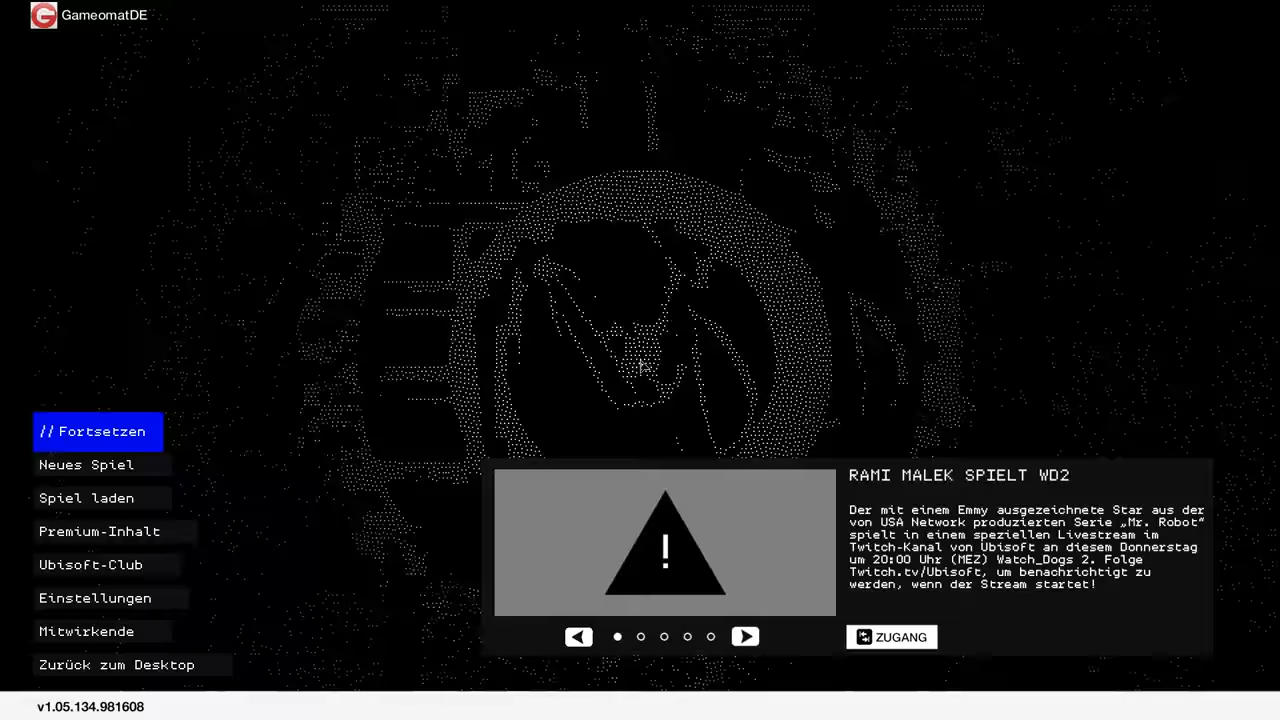 GameomatDE
// Fortsetzen
Neues Spiel
Spiel laden
Premium-Inhalt
Ubisoft-Club
Einstellungen
Mitwirkende
Zurück zum Desktop
RAMI MALEK SPIELT WD2
Der mit einem Emmy ausgezeichnete Star aus der
von USA Network produzierten Serie „Mr. Robot“
spielt in einem speziellen Livestream im
Twitch-Kanal von Ubisoft an diesem Donnerstag
um 20:00 Uhr (MEZ) Watch_Dogs 2. Folge
Twitch.tv/Ubisoft, um benachrichtigt zu
werden, wenn der Stream startet!
!
ZUGANG
v1.05.134.981608